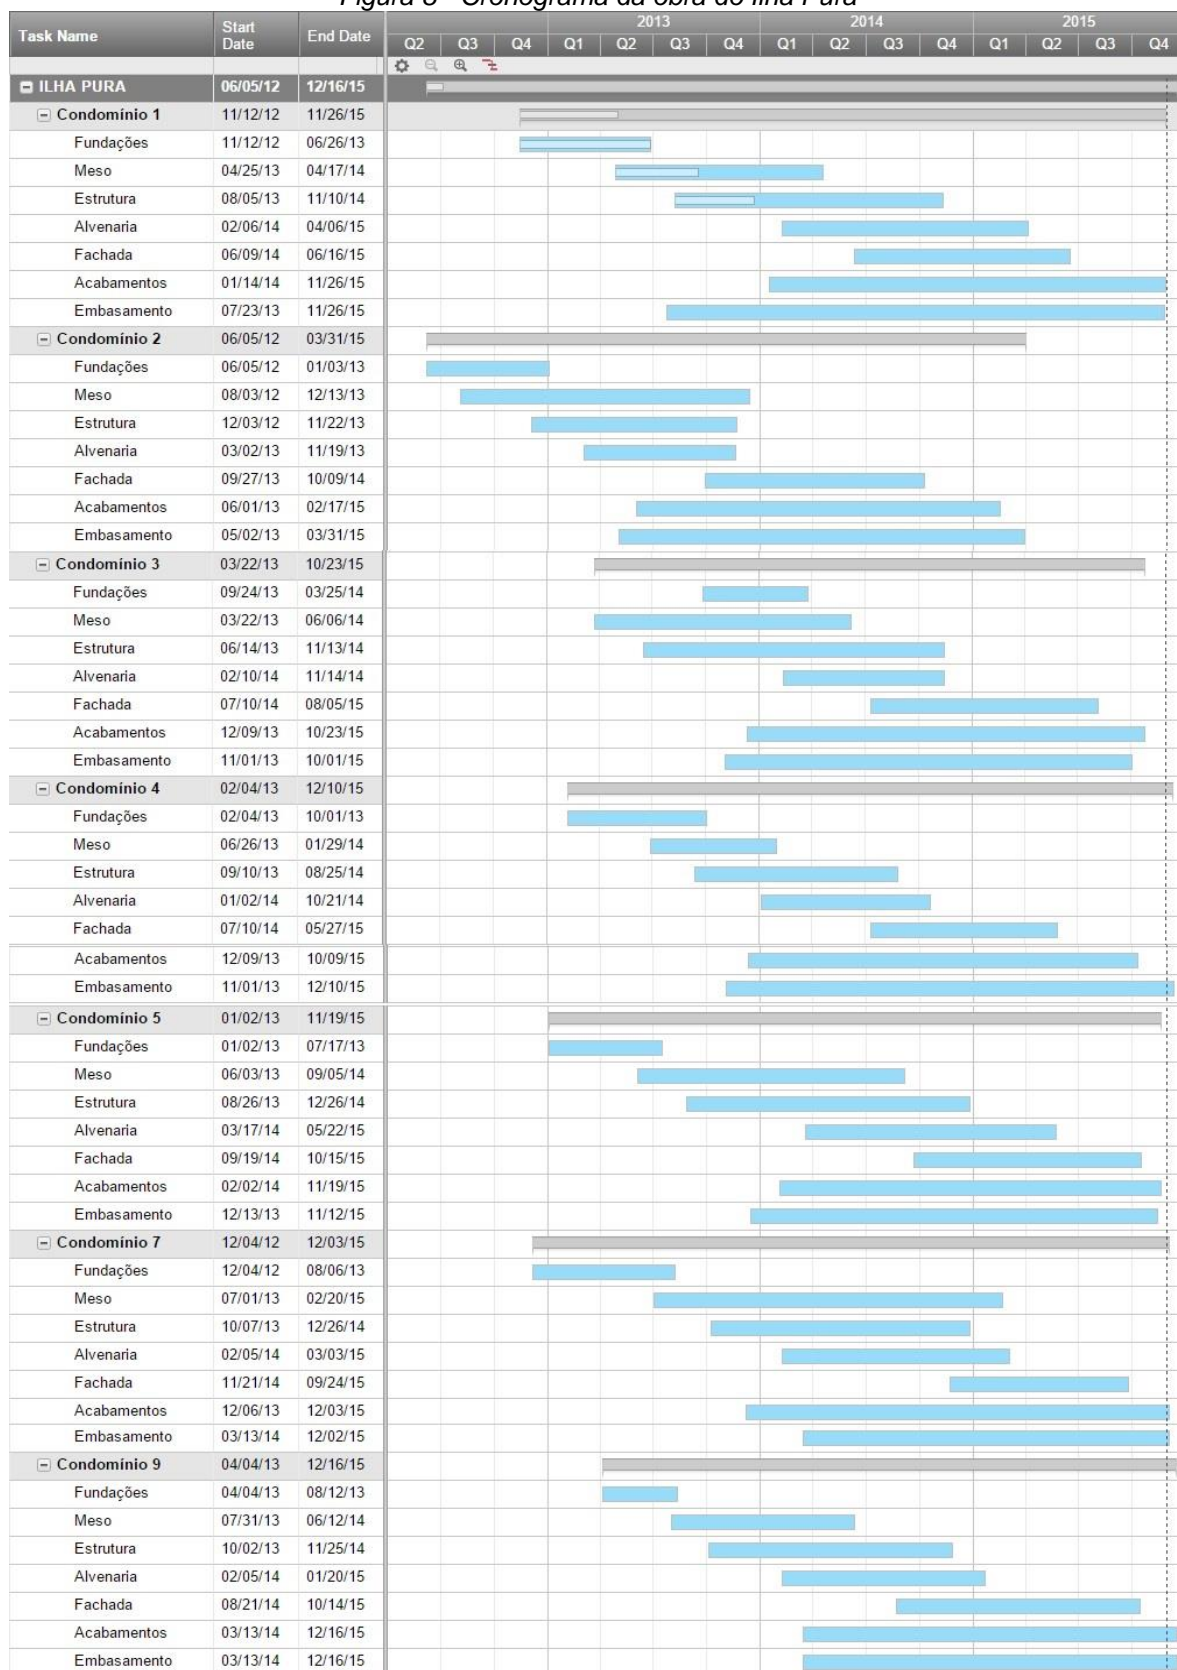 Figura 8 - Cronograma da obra do Ilha Pura
Task Name Start Date End Date 2013 2014 2015
Q2 Q3 Q4 Q1 Q2 Q3 Q4 Q1 Q2 Q3 Q4 Q1 Q2 Q3 Q4
ILHA PURA 06/05/12 12/16/15
Condomínio 1 11/12/12 11/26/15
Fundações 11/12/12 06/26/13
Meso 04/25/13 04/17/14
Estrutura 08/05/13 11/10/14
Alvenaria 02/06/14 04/06/15
Fachada 06/09/14 06/16/15
Acabamentos 01/14/14 11/26/15
Embasamento 07/23/13 11/26/15
Condomínio 2 06/05/12 03/31/15
Fundações 06/05/12 01/03/13
Meso 08/03/12 12/13/13
Estrutura 12/03/12 11/22/13
Alvenaria 03/02/13 11/19/13
Fachada 09/27/13 10/09/14
Acabamentos 06/01/13 02/17/15
Embasamento 05/02/13 03/31/15
Condomínio 3 03/22/13 10/23/15
Fundações 09/24/13 03/25/14
Meso 03/22/13 06/06/14
Estrutura 06/14/13 11/13/14
Alvenaria 02/10/14 11/14/14
Fachada 07/10/14 08/05/15
Acabamentos 12/09/13 10/23/15
Embasamento 11/01/13 10/01/15
Condomínio 4 02/04/13 12/10/15
Fundações 02/04/13 10/01/13
Meso 06/26/13 01/29/14
Estrutura 09/10/13 08/25/14
Alvenaria 01/02/14 10/21/14
Fachada 07/10/14 05/27/15
Acabamentos 12/09/13 10/09/15
Embasamento 11/01/13 12/10/15
Condomínio 5 01/02/13 11/19/15
Fundações 01/02/13 07/17/13
Meso 06/03/13 09/05/14
Estrutura 08/26/13 12/26/14
Alvenaria 03/17/14 05/22/15
Fachada 09/19/14 10/15/15
Acabamentos 02/02/14 11/19/15
Embasamento 12/13/13 11/12/15
Condomínio 7 12/04/12 12/03/15
Fundações 12/04/12 08/06/13
Meso 07/01/13 02/20/15
Estrutura 10/07/13 12/26/14
Alvenaria 02/05/14 03/03/15
Fachada 11/21/14 09/24/15
Acabamentos 12/06/13 12/03/15
Embasamento 03/13/14 12/02/15
Condomínio 9 04/04/13 12/16/15
Fundações 04/04/13 08/12/13
Meso 07/31/13 06/12/14
Estrutura 10/02/13 11/25/14
Alvenaria 02/05/14 01/20/15
Fachada 08/21/14 10/14/15
Acabamentos 03/13/14 12/16/15
Embasamento 03/13/14 12/16/15